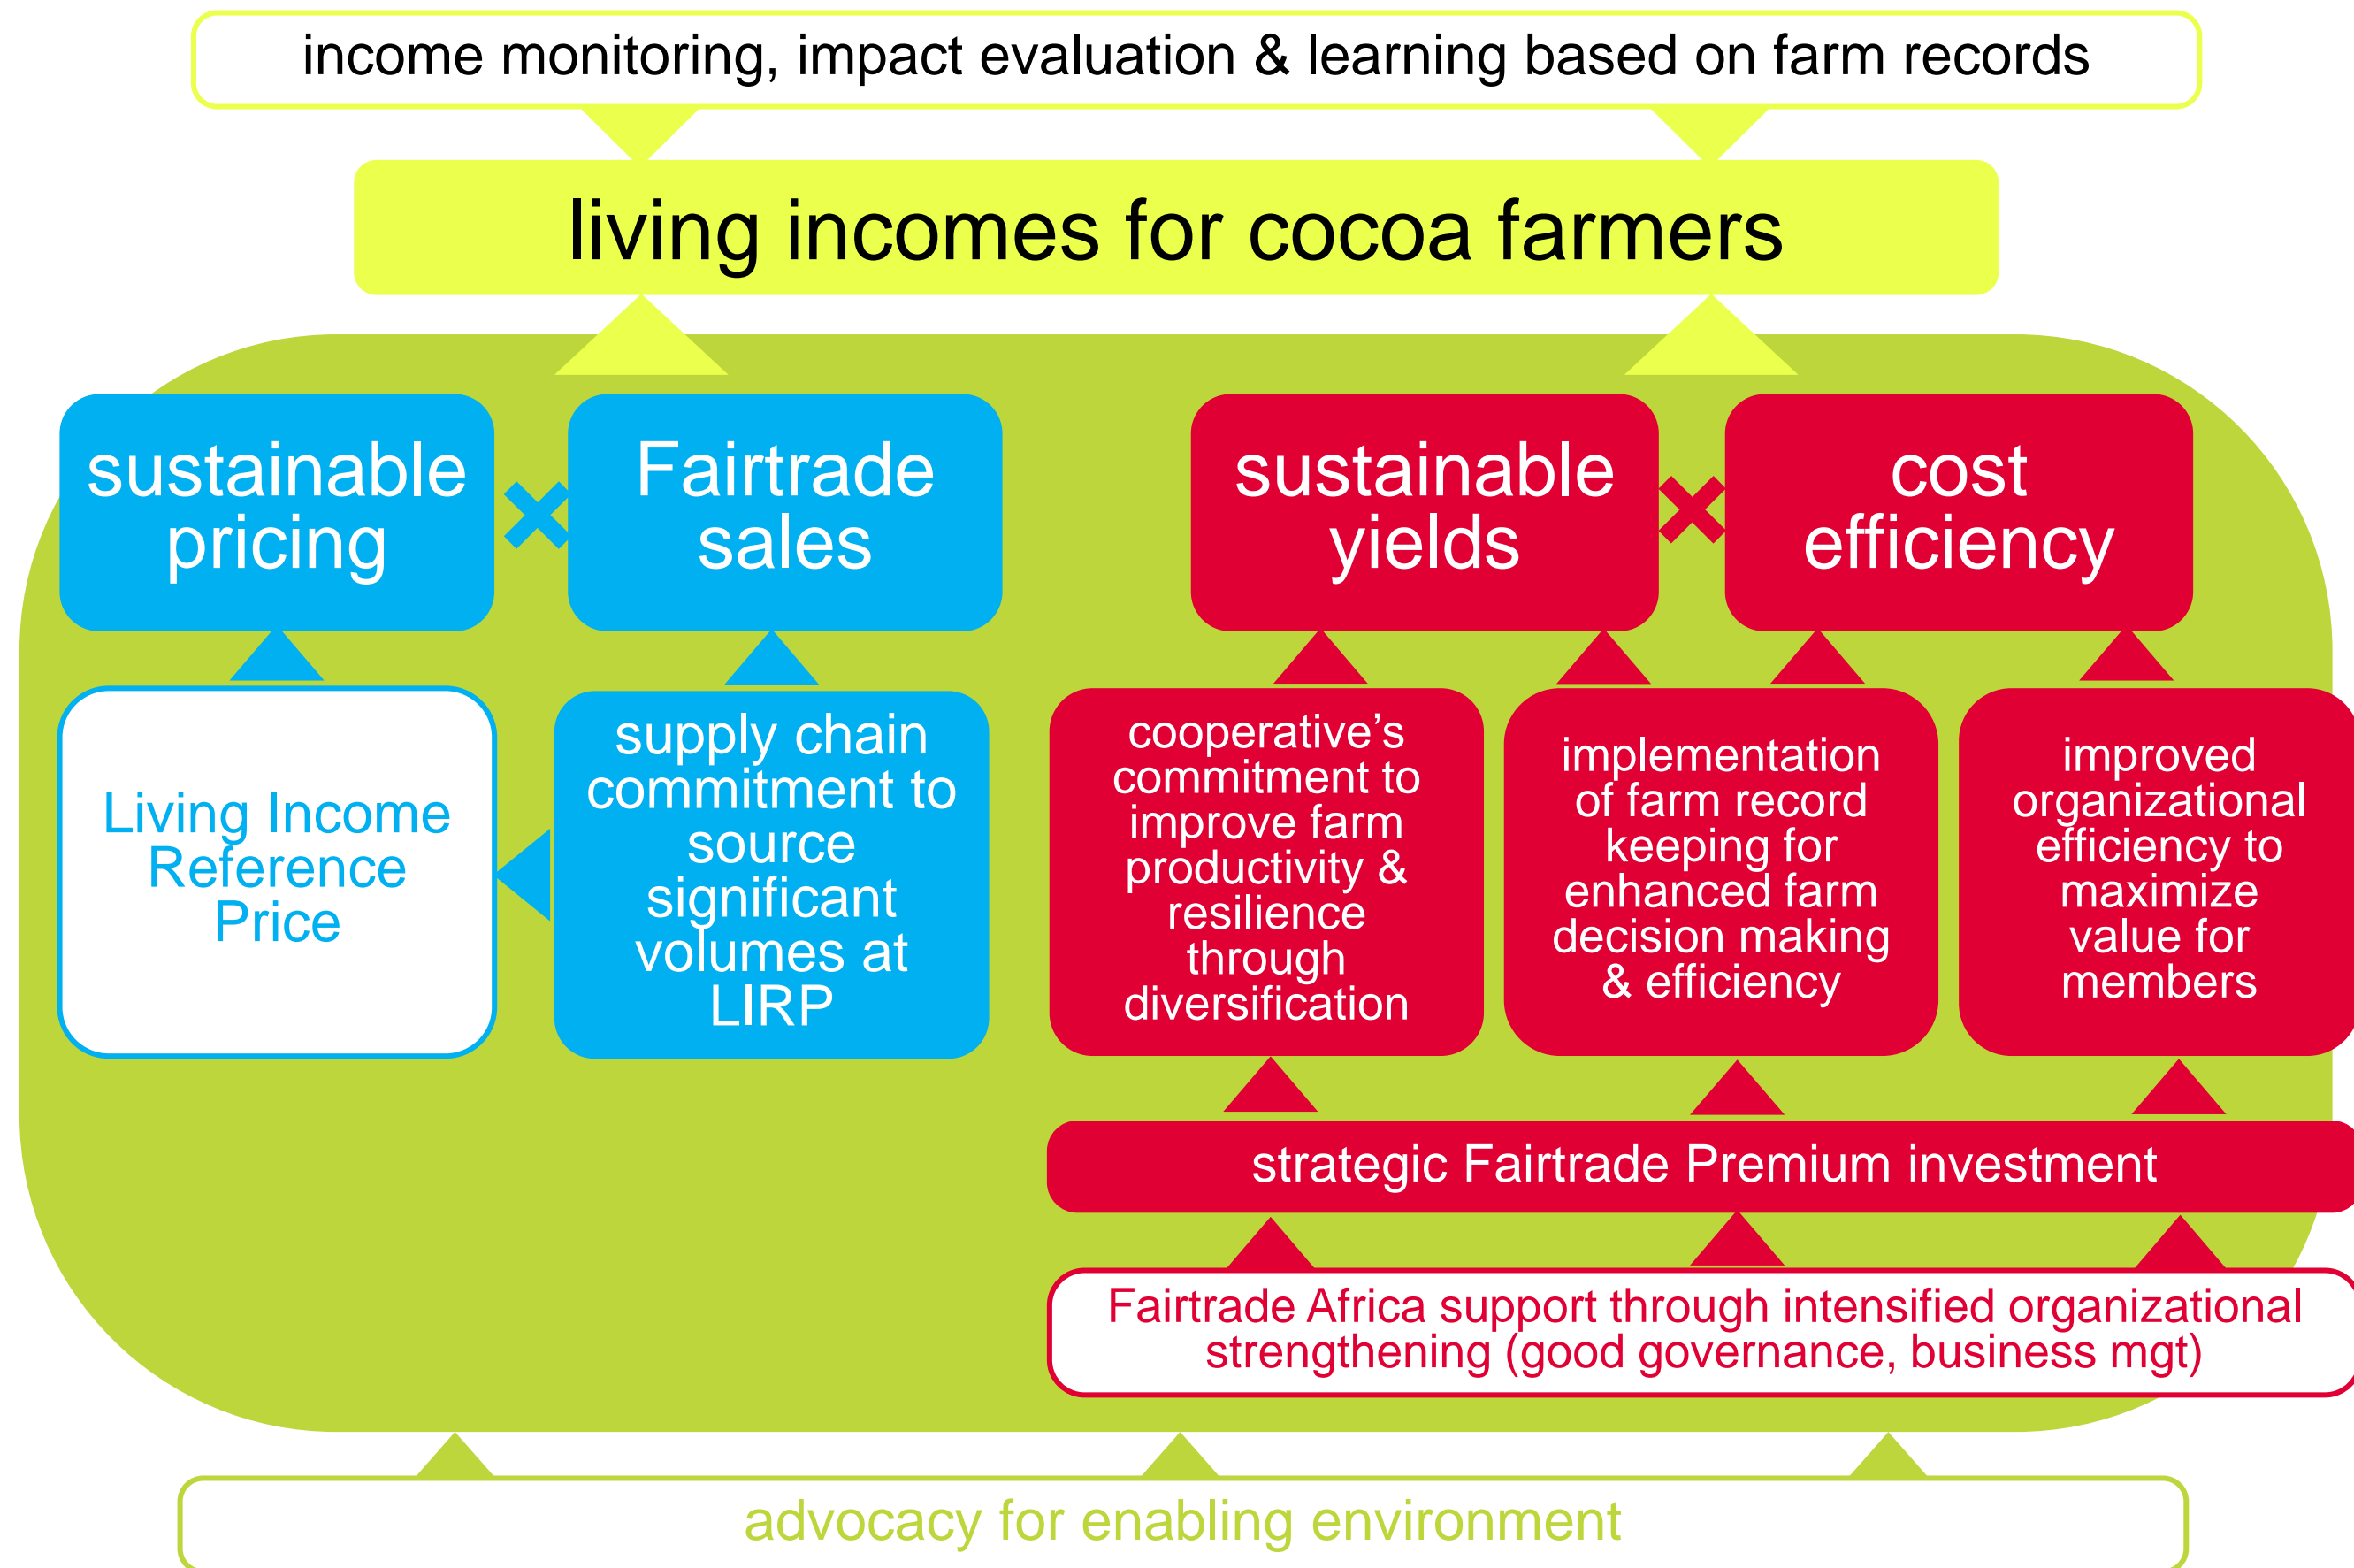 income monitoring, impact evaluation & learning based on farm records
living incomes for cocoa farmers
sustainable
pricing
Fairtrade
sales
sustainable
yields
cost
efficiency
Living Income
Reference
Price
supply chain
commitment to
source
significant
volumes at
LIRP
cooperative’s
commitment to
improve farm
productivity &
resilience
through
diversification
implementation
of farm record
keeping for
enhanced farm
decision making
& efficiency
improved
organizational
efficiency to
maximize
value for
members
strategic Fairtrade Premium investment
Fairtrade Africa support through intensified organizational
strengthening (good governance, business mgt)
advocacy for enabling environment